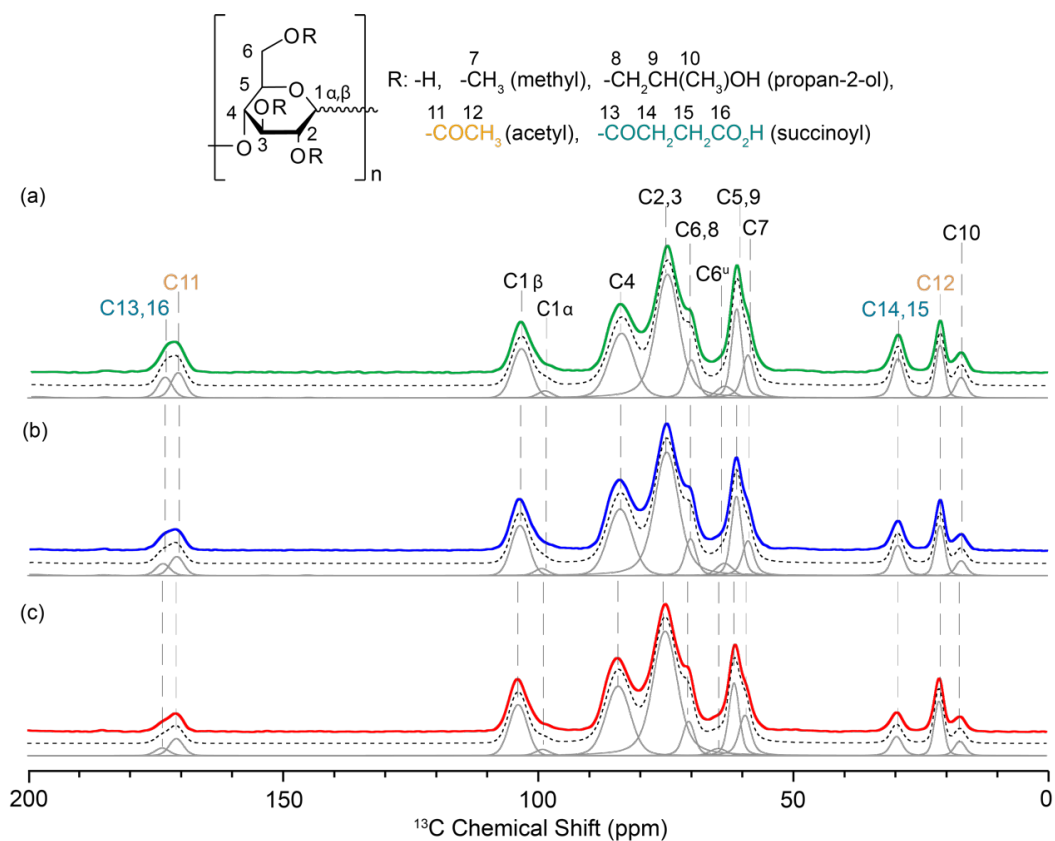 6
OR
5
O
1 α,β
4
OR
O
3
2
OR
n
7 8 9 10
R: -H, -CH₃ (methyl), -CH₂CH(CH₃)OH (propan-2-ol),
11 12 13 14 15 16
-COCH₃ (acetyl), -COCH₂CH₂CO₂H (succinoyl)
(a)
C13,16
C11
C1 β
C1α
C4
C2,3
C6,8
C6ᵘ
C5,9
C7
C14,15
C12
C10
(b)
(c)
200 150 100 50 0
¹³C Chemical Shift (ppm)